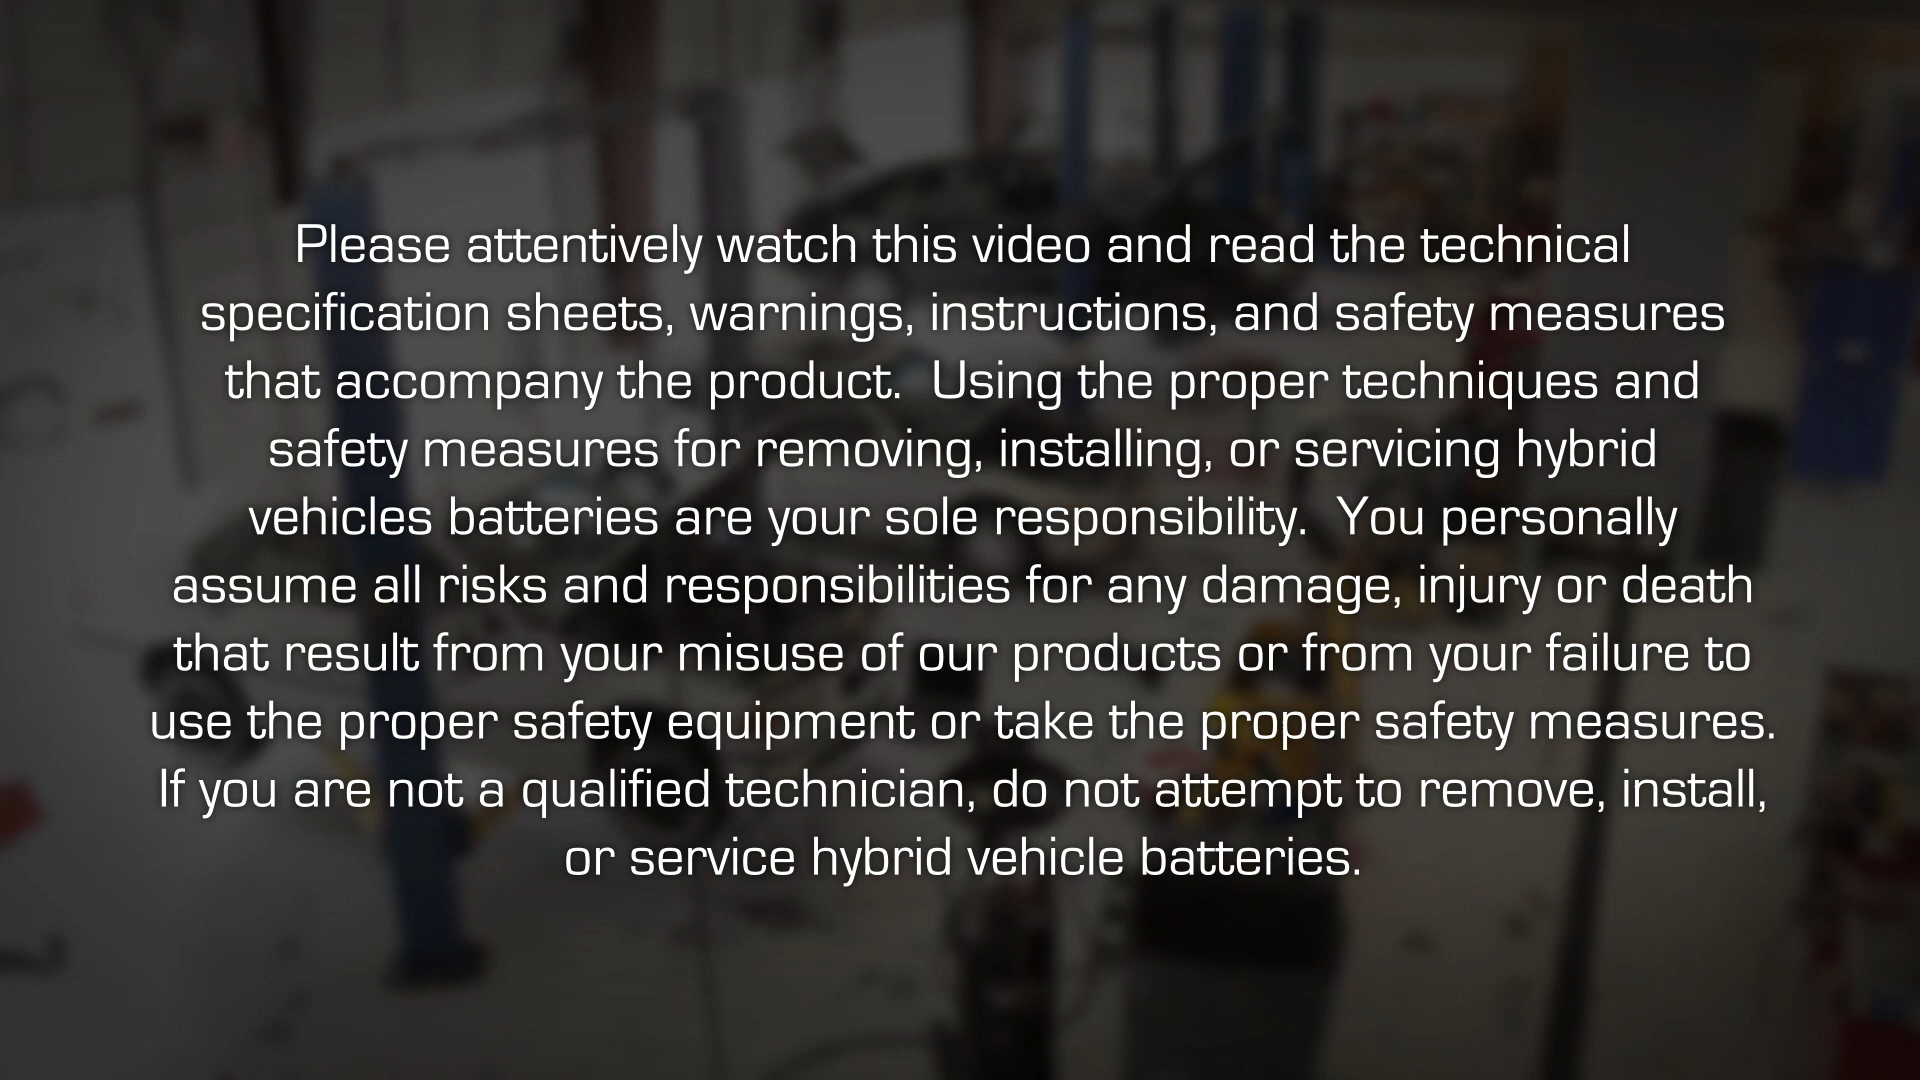 Please attentively watch this video and read the technical
specification sheets, warnings, instructions, and safety measures
that accompany the product.  Using the proper techniques and
safety measures for removing, installing, or servicing hybrid
vehicles batteries are your sole responsibility.  You personally
assume all risks and responsibilities for any damage, injury or death
that result from your misuse of our products or from your failure to
use the proper safety equipment or take the proper safety measures.
If you are not a qualified technician, do not attempt to remove, install,
or service hybrid vehicle batteries.